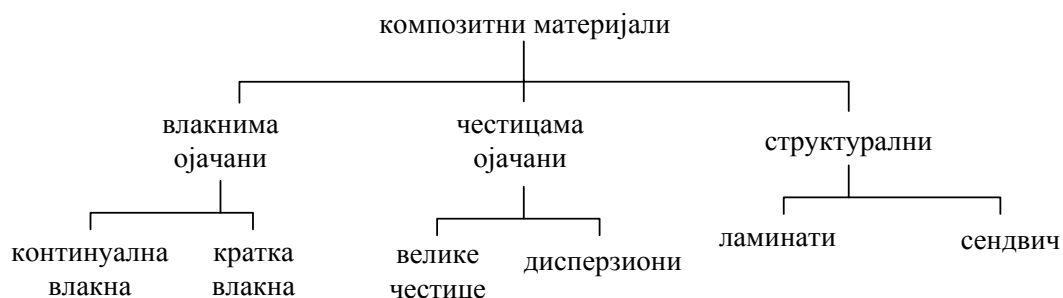 композитни материјали
влакнима
ојачани
честицама
ојачани
структурални
континуална
влакна
кратка
влакна
велике
честице
дисперзиони
ламинати
сендвич